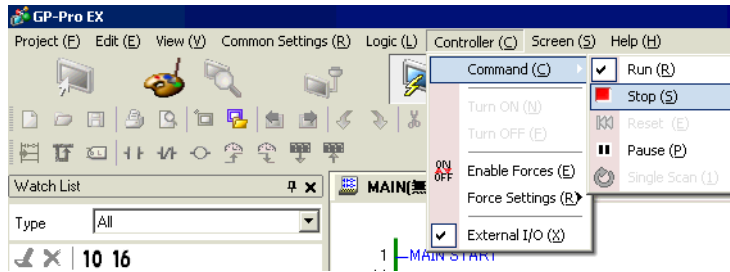 GP-Pro EX
Project (F) Edit (E) View (V) Common Settings (R) Logic (L) Controller (C) Screen (S) Help (H)
Command (C)
Run (R)
Stop (S)
Turn ON (N)
Reset (E)
Turn OFF (F)
Pause (P)
ON
OFF
Enable Forces (E)
Single Scan (1)
Force Settings (R)
External I/O (X)
Watch List
MAIN[無
Type All
10 16
1 MAIN START